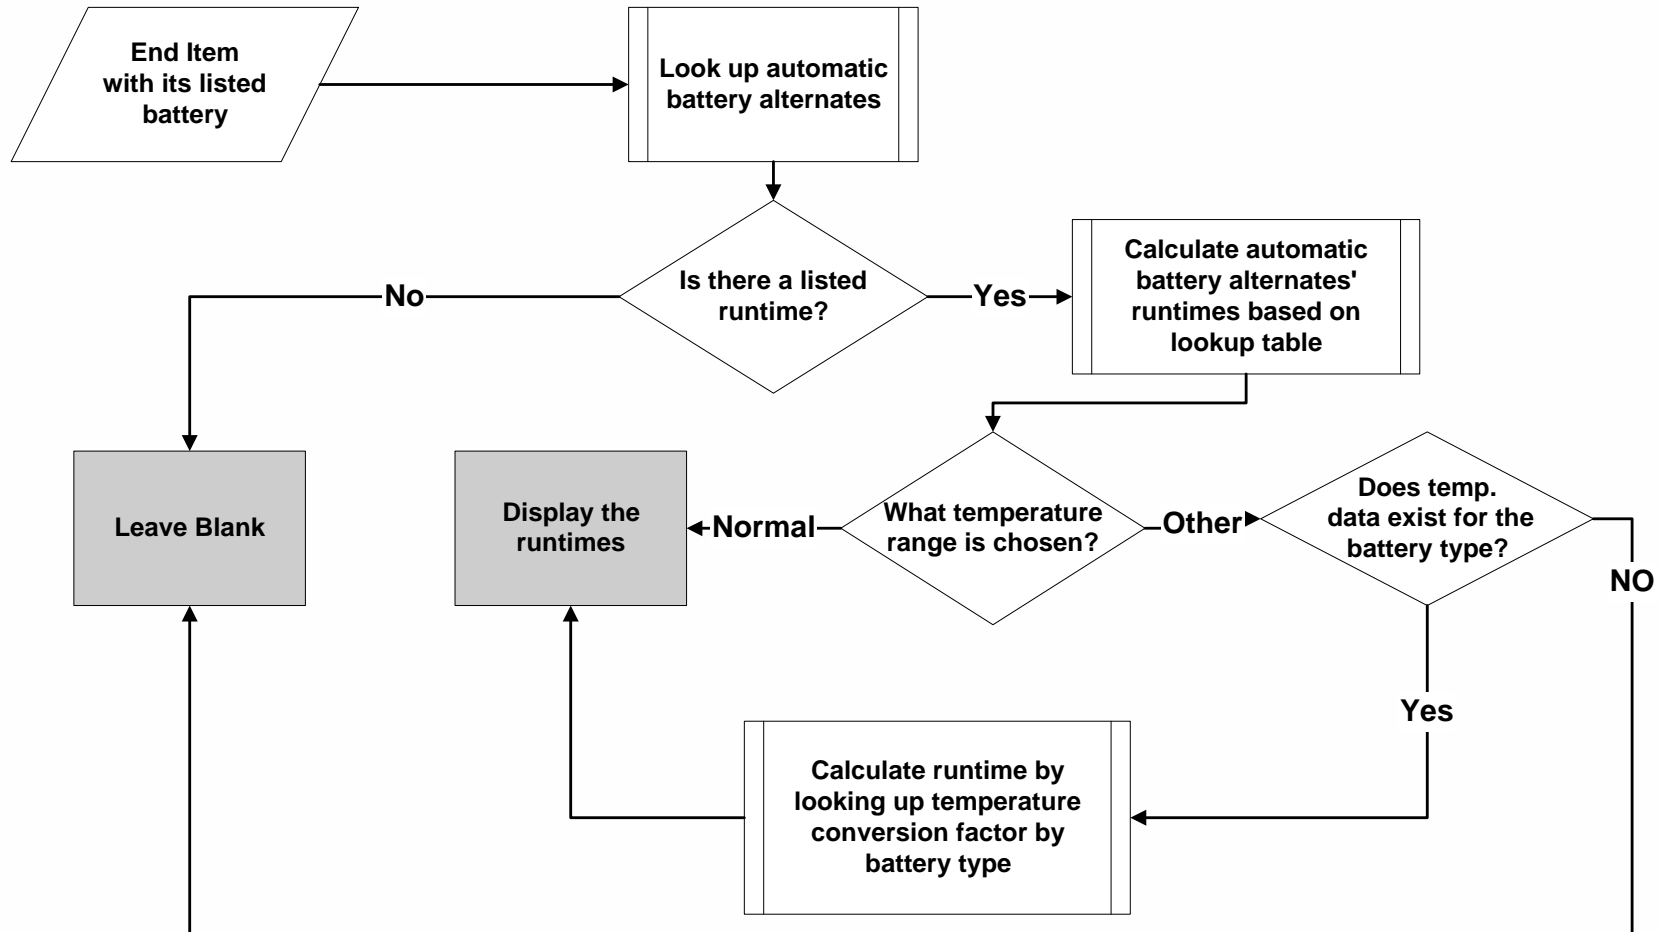 End Item
with its listed
battery
Look up automatic
battery alternates
Is there a listed
runtime?
No
Yes
Calculate automatic
battery alternates'
runtimes based on
lookup table
Leave Blank
Display the
runtimes
Normal
What temperature
range is chosen?
Other
Does temp.
data exist for the
battery type?
NO
Yes
Calculate runtime by
looking up temperature
conversion factor by
battery type